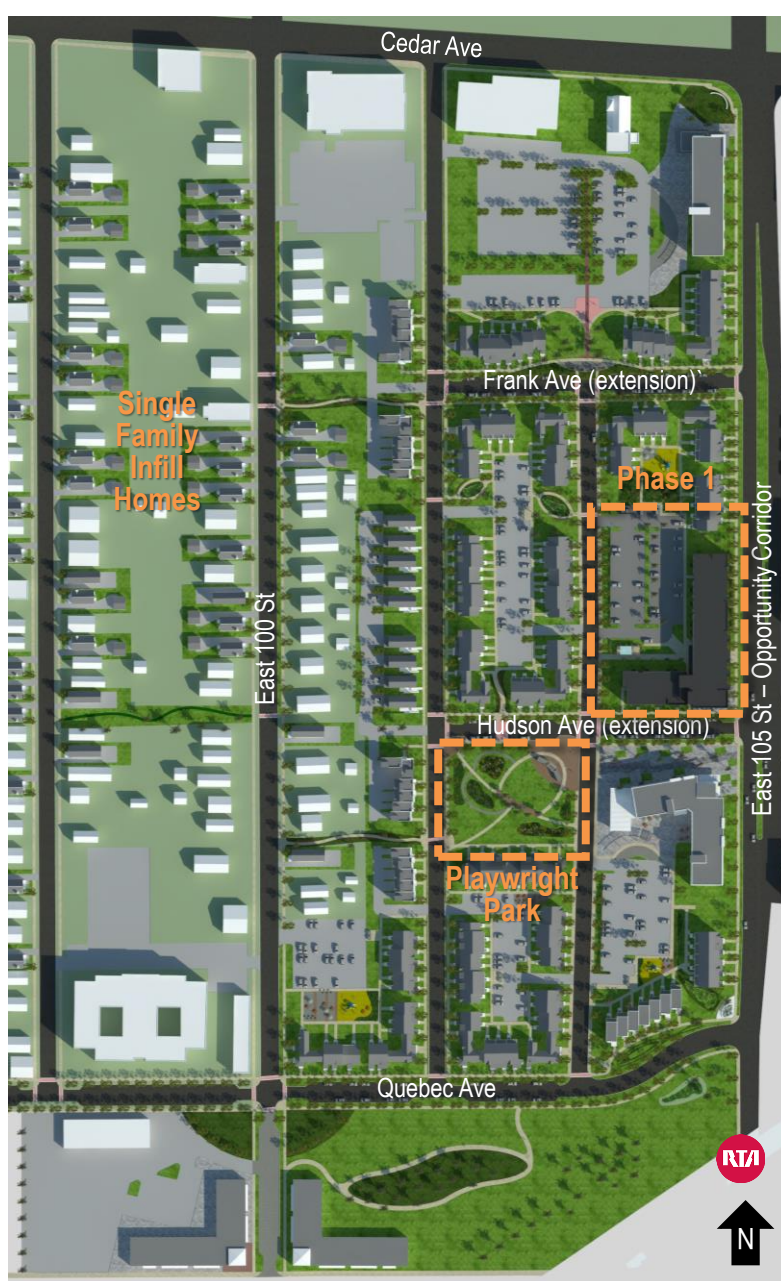 Cedar Ave
Frank Ave (extension)`
Single
Family
Infill
Homes
Phase 1
East 100 St
East 105 St – Opportunity Corridor
Hudson Ave (extension)
Playwright
Park
Quebec Ave
RTA
N